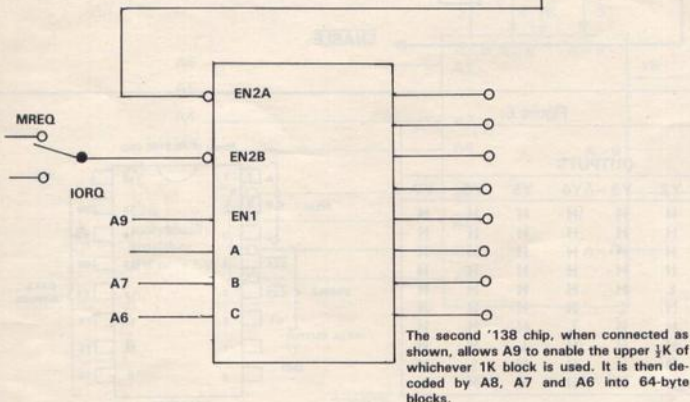 EN2A
MREQ
EN2B
IORQ
A9
EN1
A
A7
B
A6
C
The second '138 chip, when connected as
shown, allows A9 to enable the upper ½K of
whichever 1K block is used. It is then de-
coded by A8, A7 and A6 into 64-byte
blocks.